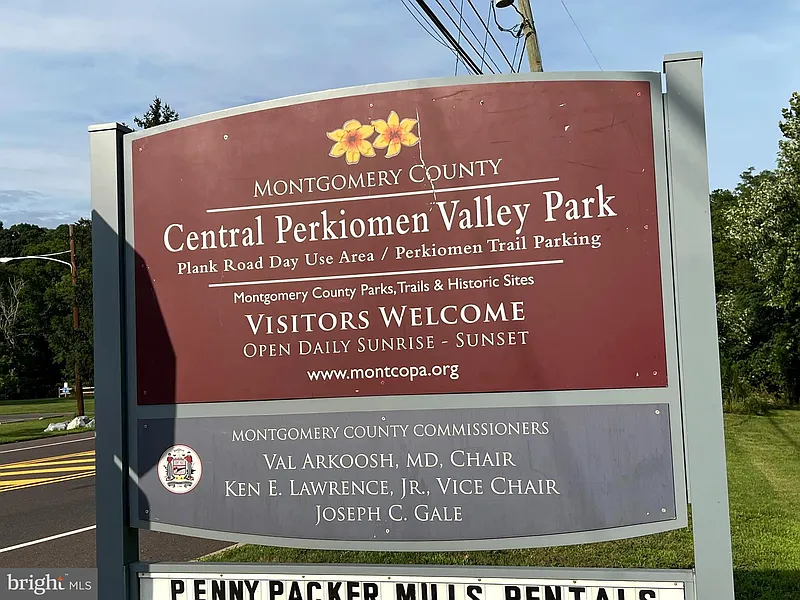 MONTGOMERY COUNTY
Central Perkiomen Valley Park
Plank Road Day Use Area / Perkiomen Trail Parking
Montgomery County Parks, Trails & Historic Sites
VISITORS WELCOME
OPEN DAILY SUNRISE - SUNSET
www.montcopa.org
MONTGOMERY COUNTY COMMISSIONERS
VAL ARKOOSH, MD, CHAIR
KEN E. LAWRENCE, JR., VICE CHAIR
JOSEPH C. GALE
PENNYPACKER MILLS RENTALS
bright MLS